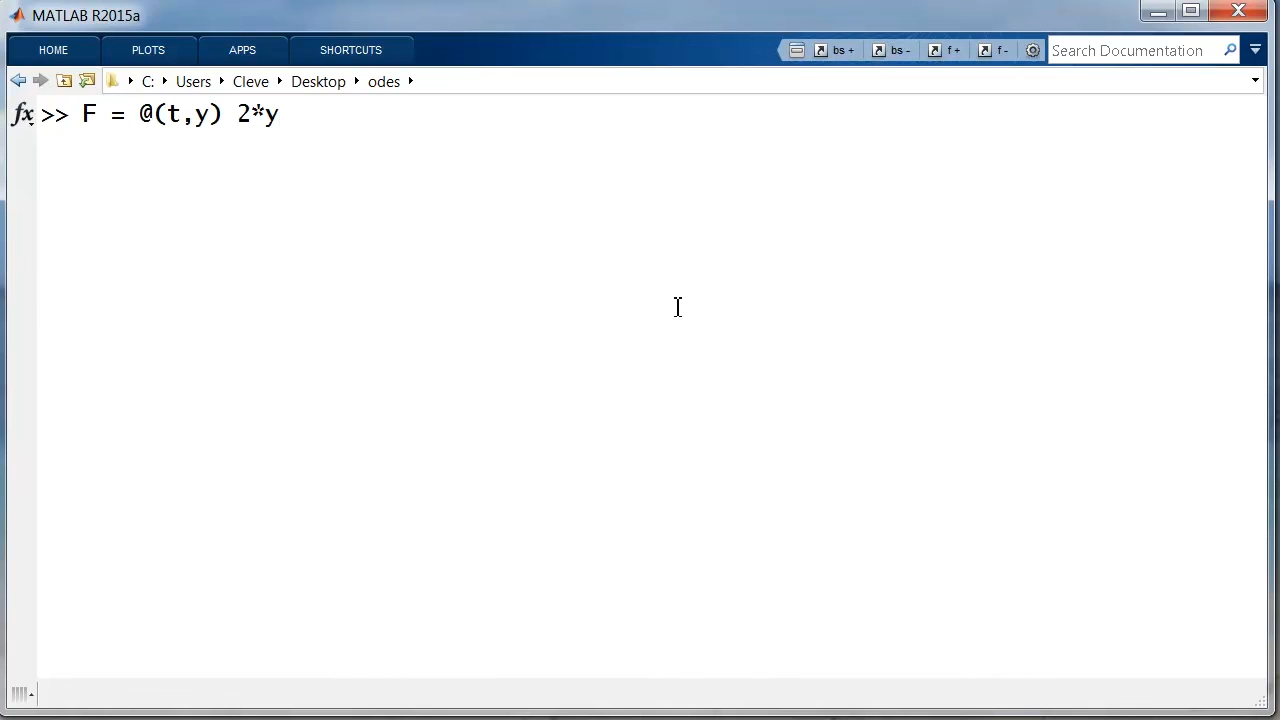 MATLAB R2015a
HOME PLOTS APPS SHORTCUTS bs + bs - f + f - Search Documentation
C: Users Cleve Desktop odes
fx >> F = @(t,y) 2*y